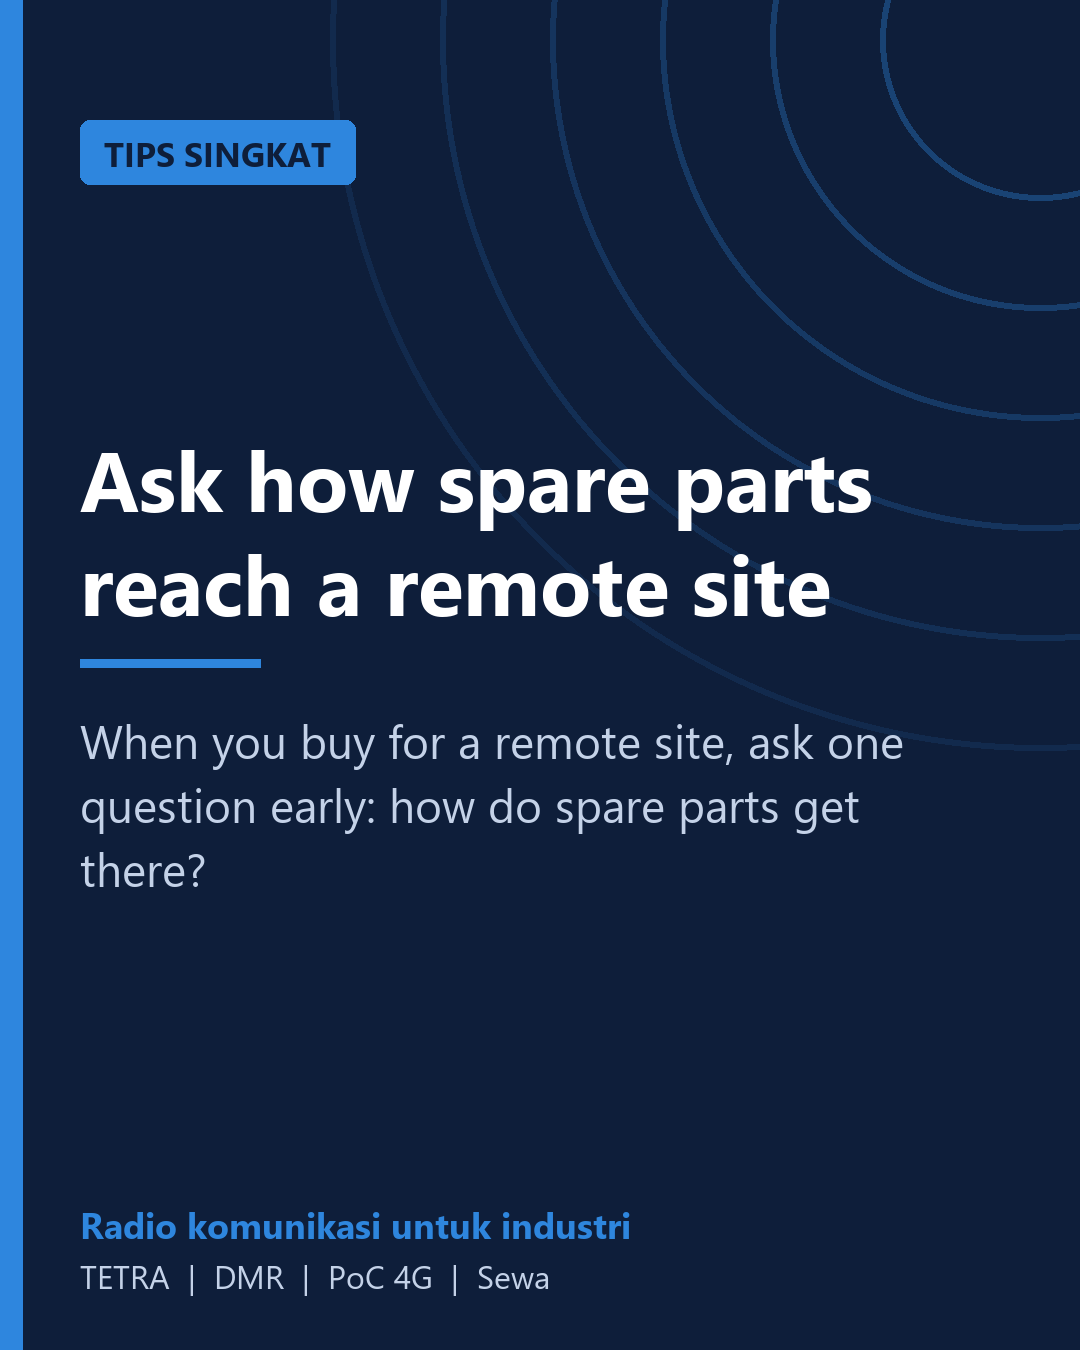 TIPS SINGKAT
Ask how spare parts
reach a remote site
When you buy for a remote site, ask one
question early: how do spare parts get
there?
Radio komunikasi untuk industri
TETRA | DMR | PoC 4G | Sewa